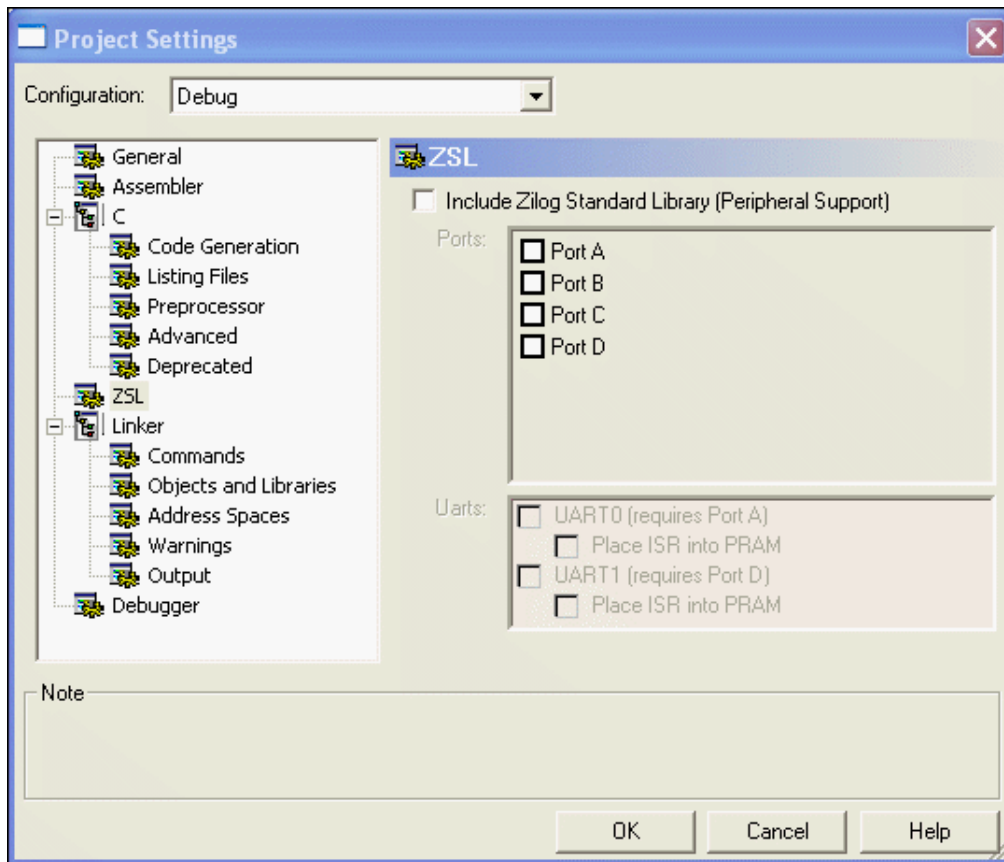 Project Settings
Configuration: Debug
General
Assembler
C
Code Generation
Listing Files
Preprocessor
Advanced
Deprecated
ZSL
Linker
Commands
Objects and Libraries
Address Spaces
Warnings
Output
Debugger
ZSL
Include Zilog Standard Library (Peripheral Support)
Ports:
Port A
Port B
Port C
Port D
Uarts:
UART0 (requires Port A)
Place ISR into PRAM
UART1 (requires Port D)
Place ISR into PRAM
Note
OK Cancel Help